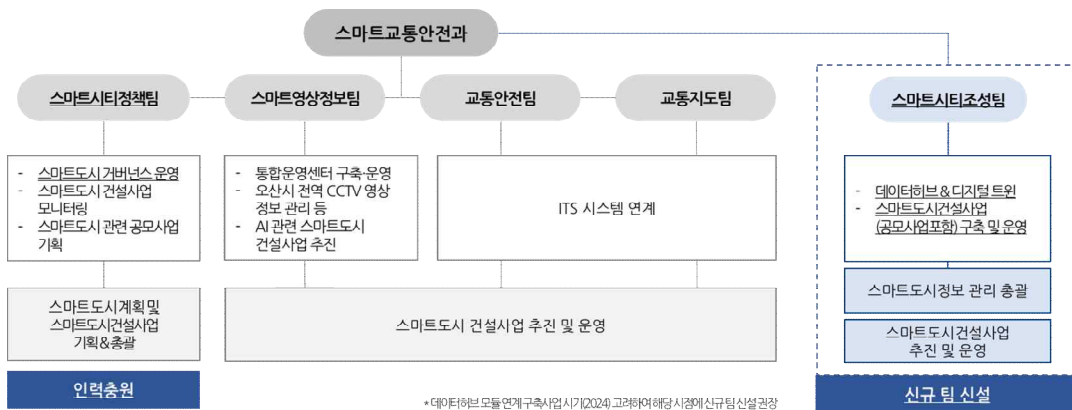 스마트교통안전과
스마트시티정책팀
스마트영상정보팀
교통안전팀
교통지도팀
스마트시티조성팀
- 스마트도시 거버넌스 운영
- 스마트도시 건설사업
모니터링
- 스마트도시 관련 공모사업
기획
- 통합운영센터 구축·운영
- 오산시 전역 CCTV 영상
정보 관리 등
- AI 관련 스마트도시
건설사업 추진
ITS 시스템 연계
- 데이터허브 & 디지털 트윈
- 스마트도시건설사업
(공모사업포함) 구축 및 운영
스마트도시계획 및
스마트도시건설사업
기획&총괄
스마트도시 건설사업 추진 및 운영
스마트도시정보 관리 총괄
스마트도시건설사업
추진 및 운영
인력충원
신규 팀 신설
* 데이터허브 모듈 연계 구축사업 시기(2024) 고려하여 해당 시점에 신규 팀 신설 권장